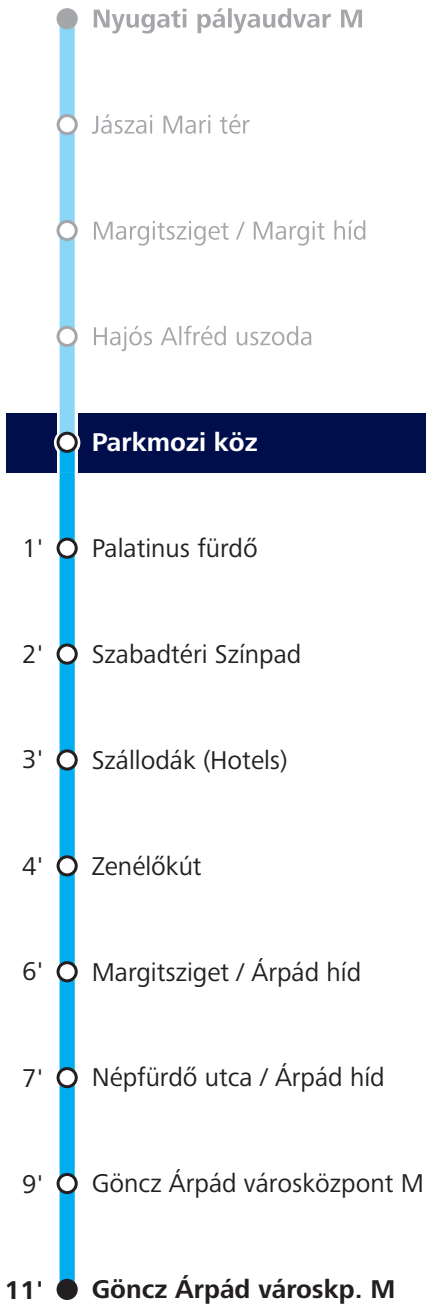 Nyugati pályaudvar M
Jászai Mari tér
Margitsziget / Margit híd
Hajós Alfréd uszoda
Parkmozi köz
1' Palatinus fürdő
2' Szabadtéri Színpad
3' Szállodák (Hotels)
4' Zenélőkút
6' Margitsziget / Árpád híd
7' Népfürdő utca / Árpád híd
9' Göncz Árpád városközpont M
11' Göncz Árpád városkp. M